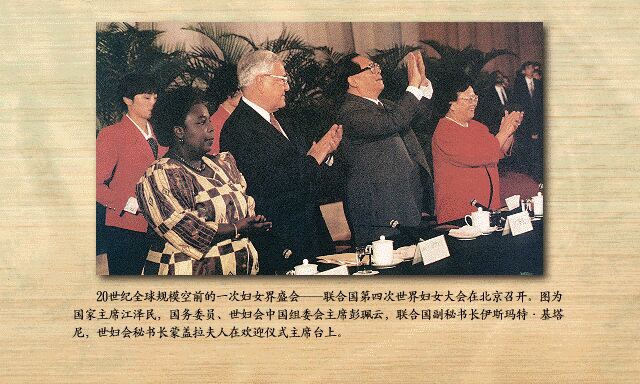 20世纪全球规模空前的一次妇女界盛会——联合国第四次世界妇女大会在北京召开。图为
国家主席江泽民，国务委员、世妇会中国组委会主席彭珮云，联合国副秘书长伊斯玛特·基塔
尼，世妇会秘书长蒙盖拉夫人在欢迎仪式主席台上。